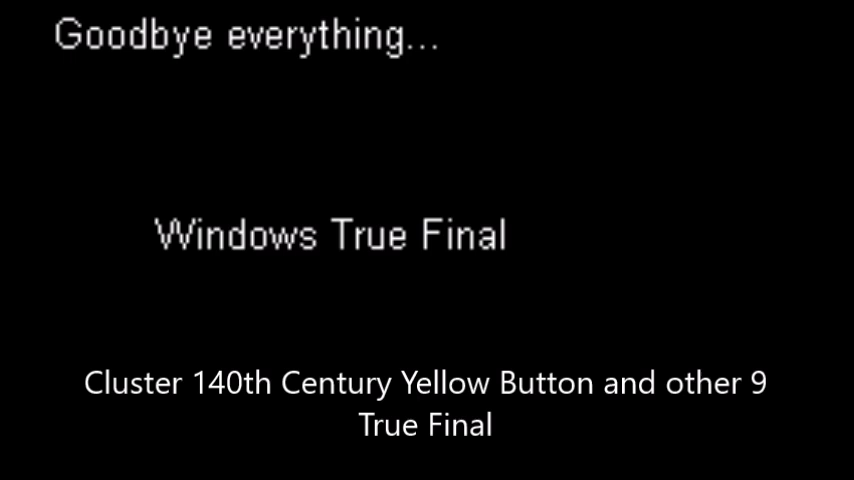 Goodbye everything...
Windows True Final
Cluster 140th Century Yellow Button and other 9
True Final